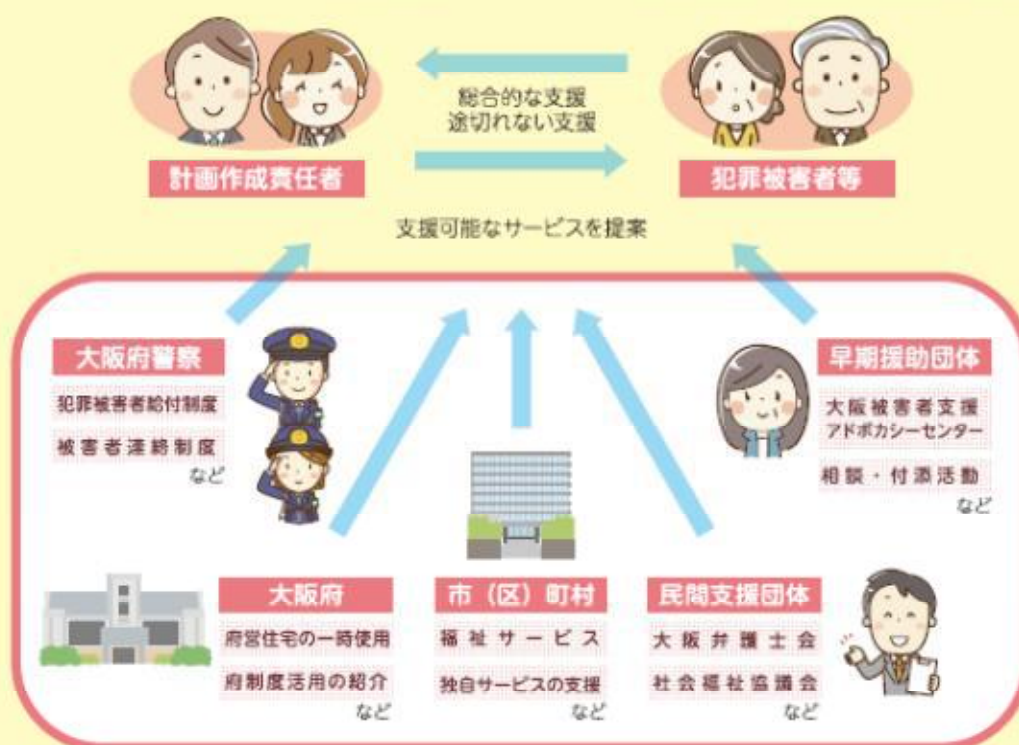 総合的な支援
途切れない支援
計画作成責任者
犯罪被害者等
支援可能なサービスを提案
大阪府警察
犯罪被害者給付制度
被害者連絡制度
など
早期援助団体
大阪被害者支援
アドボカシーセンター
相談・付添活動
など
大阪府
府営住宅の一時使用
府制度活用の紹介
など
市（区）町村
福祉サービス
独自サービスの支援
など
民間支援団体
大阪弁護士会
社会福祉協議会
など